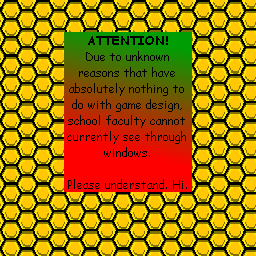 ATTENTION!
Due to unknown
reasons that have
absolutely nothing to
do with game design,
school faculty cannot
currently see through
windows.
Please understand. Hi.